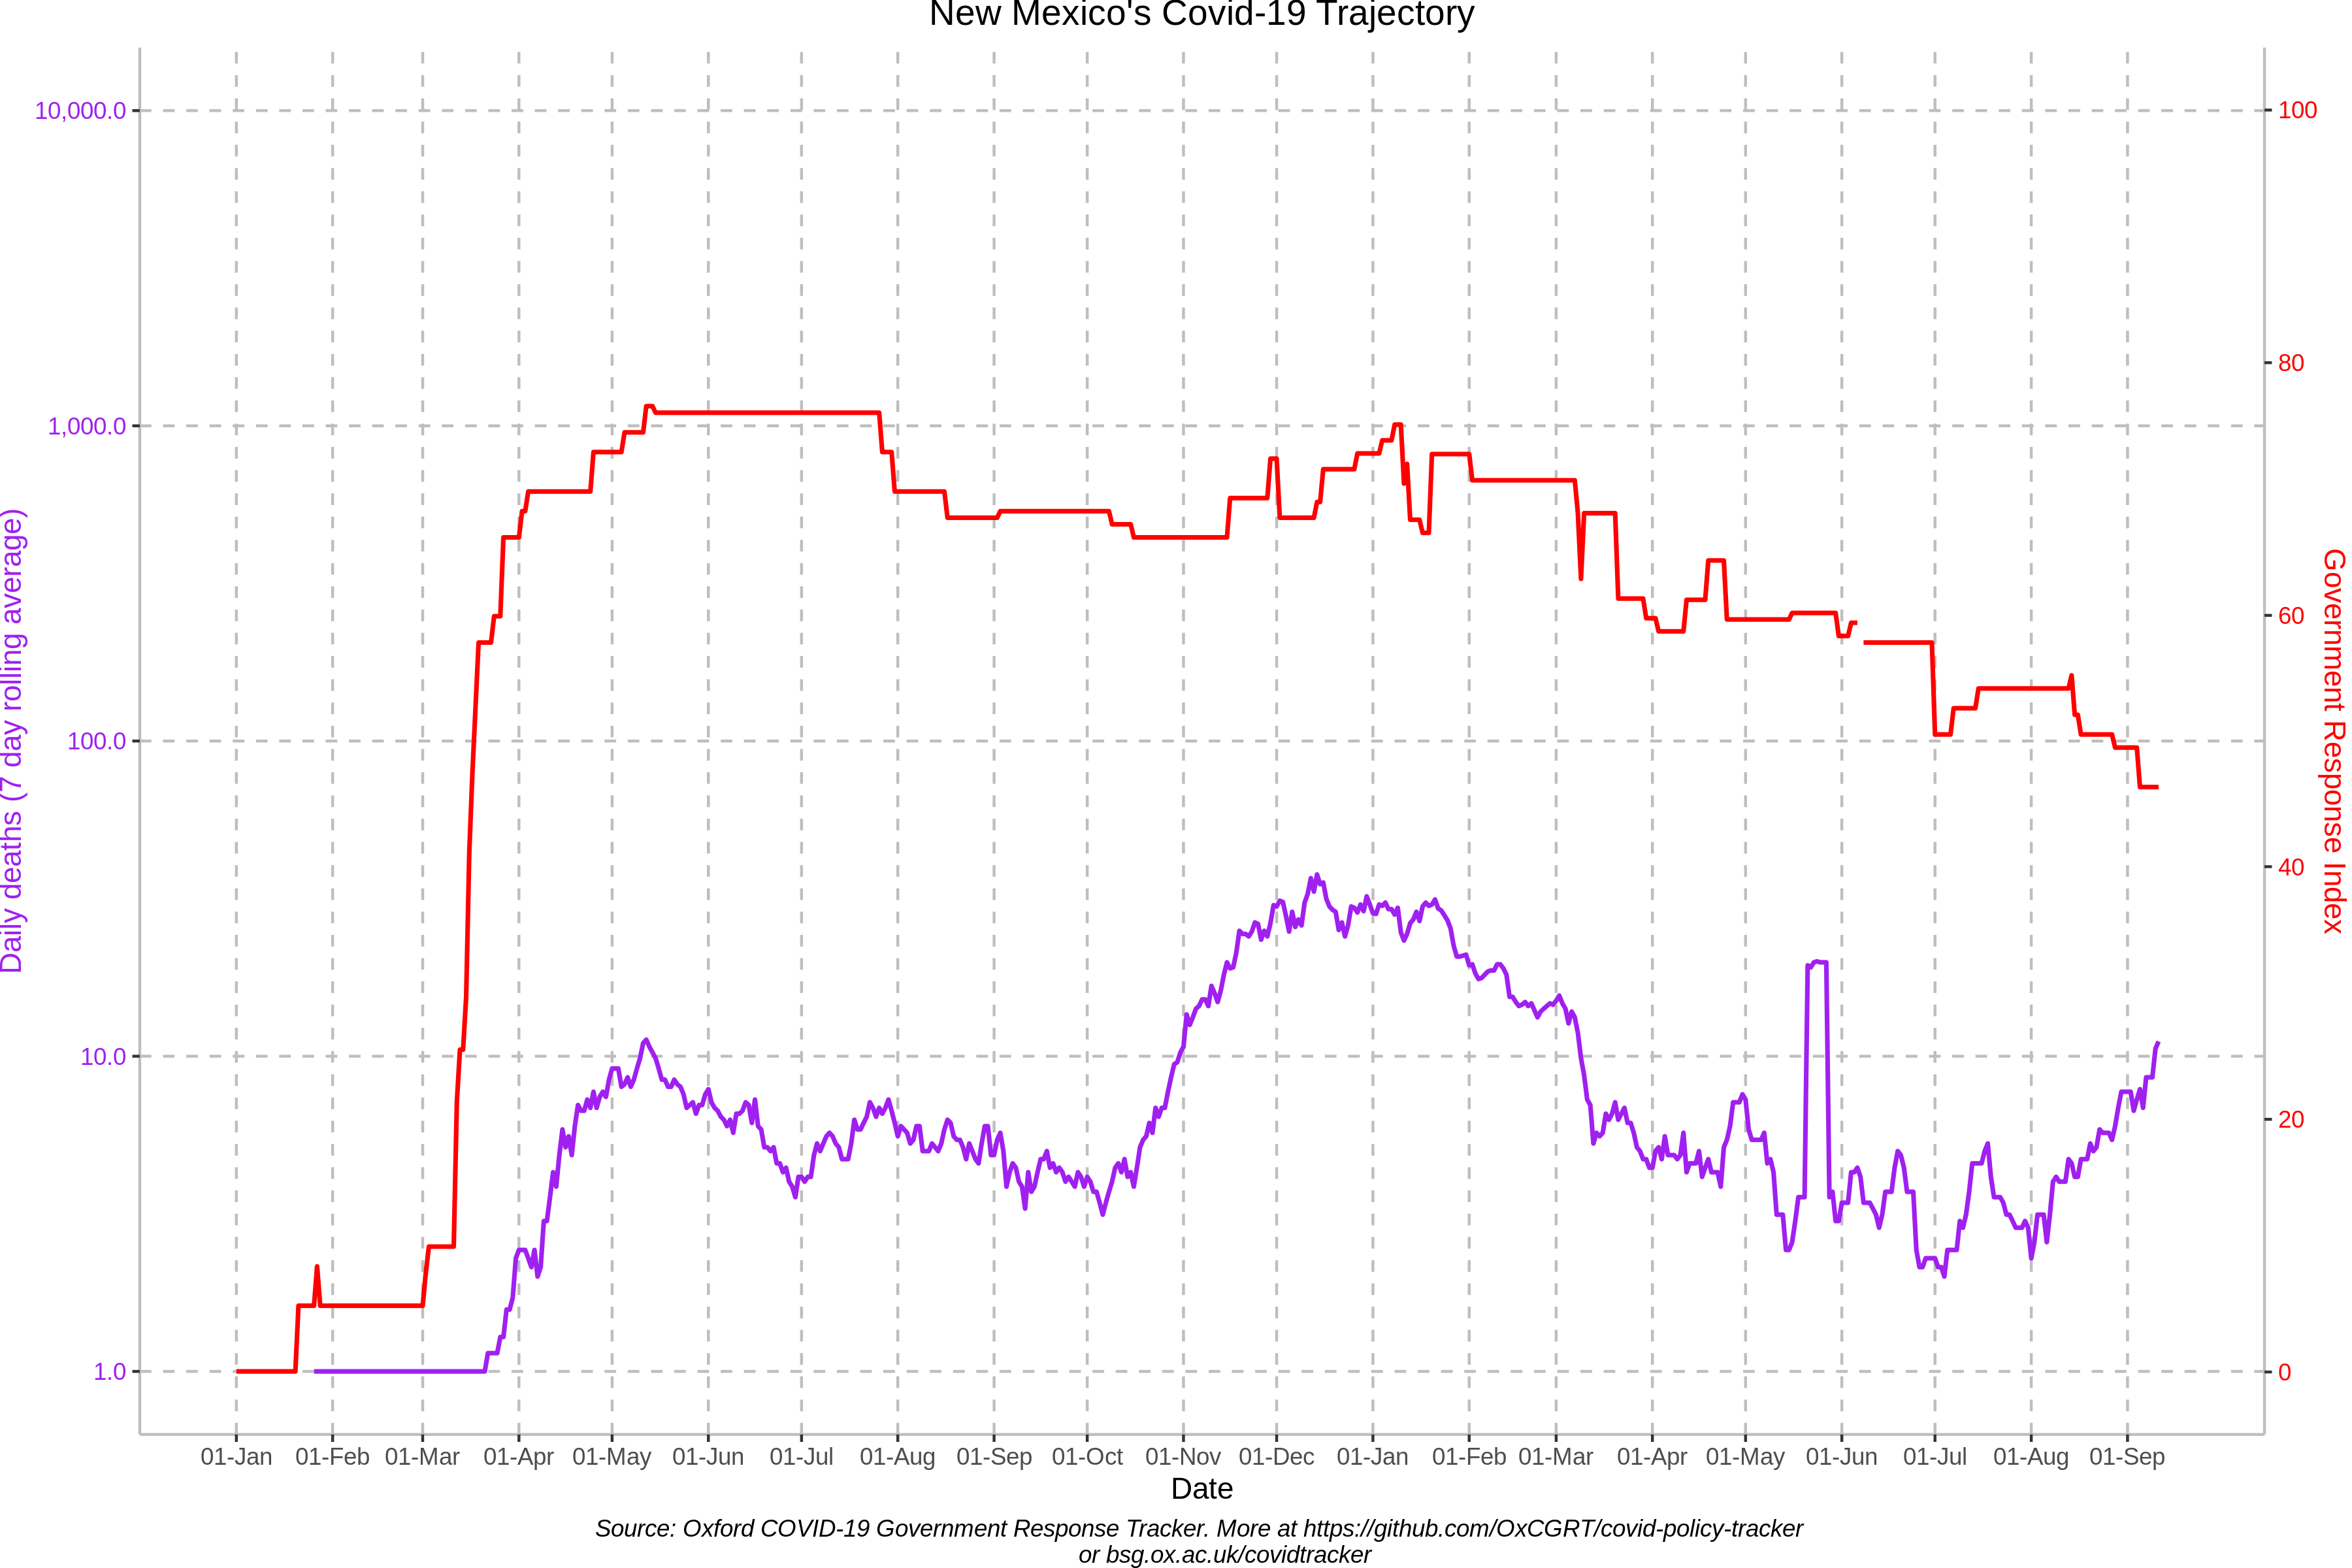 New Mexico's Covid-19 Trajectory
10,000.0
1,000.0
100.0
10.0
1.0
Daily deaths (7 day rolling average)
100
80
60
40
20
0
Government Response Index
01-Jan 01-Feb 01-Mar 01-Apr 01-May 01-Jun 01-Jul 01-Aug 01-Sep 01-Oct 01-Nov 01-Dec 01-Jan 01-Feb 01-Mar 01-Apr 01-May 01-Jun 01-Jul 01-Aug 01-Sep
Date
Source: Oxford COVID-19 Government Response Tracker. More at https://github.com/OxCGRT/covid-policy-tracker
or bsg.ox.ac.uk/covidtracker